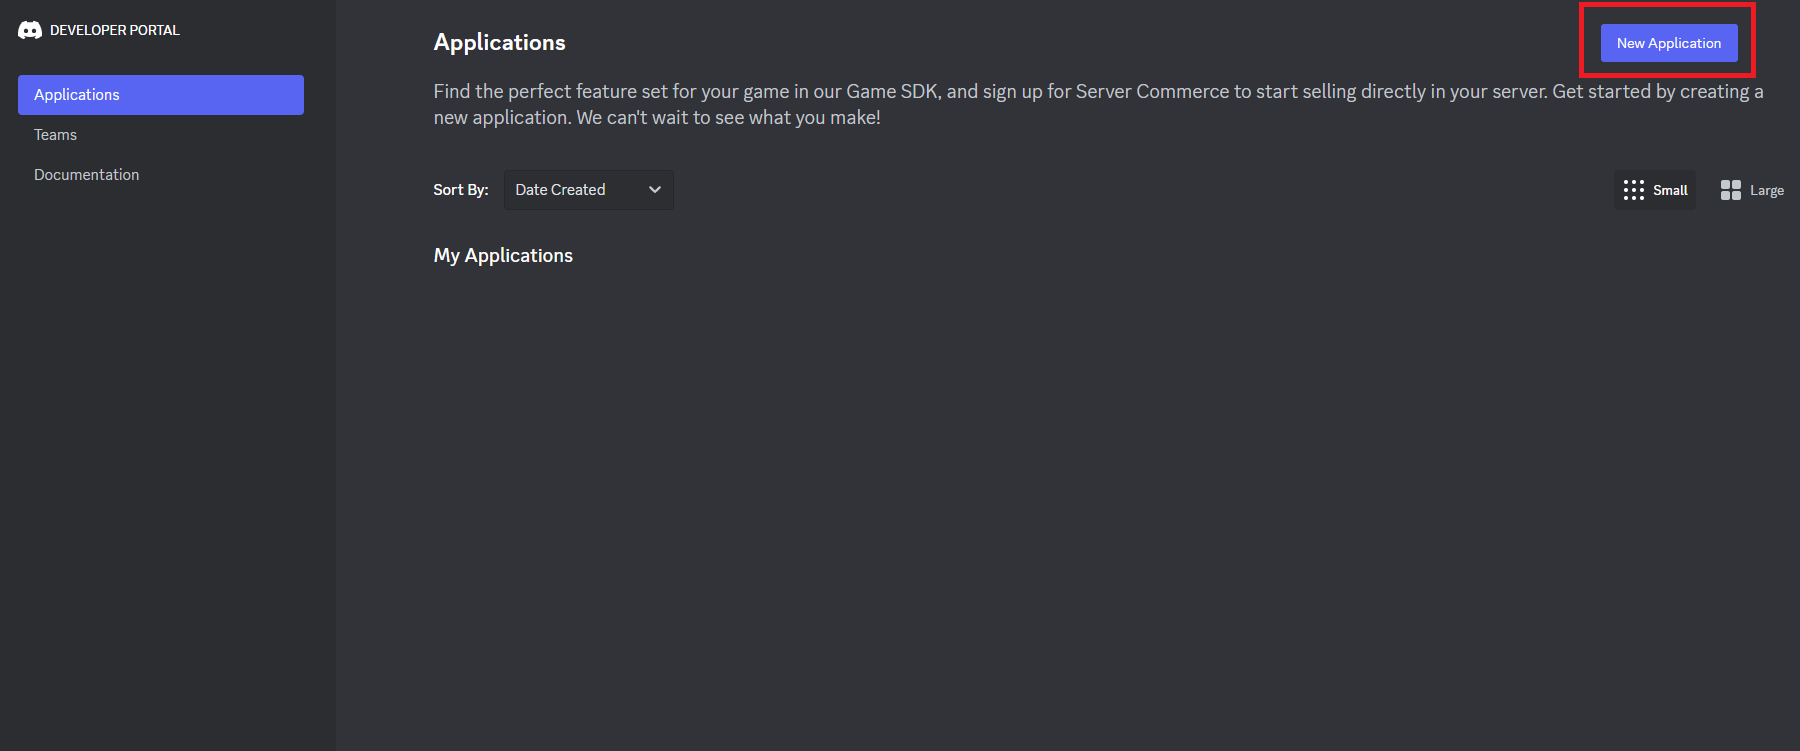 DEVELOPER PORTAL
Applications
Teams
Documentation
Applications
New Application
Find the perfect feature set for your game in our Game SDK, and sign up for Server Commerce to start selling directly in your server. Get started by creating a
new application. We can't wait to see what you make!
Sort By: Date Created
Small Large
My Applications